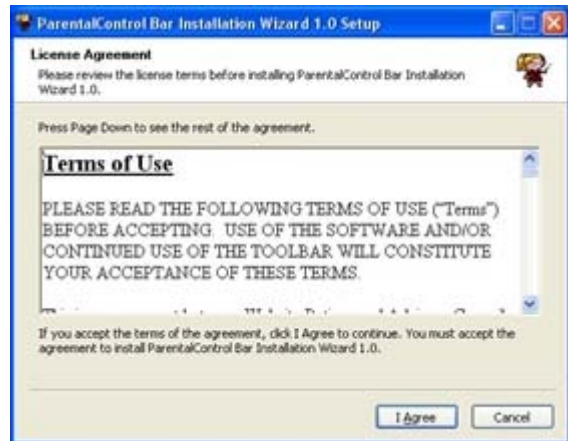 ParentalControl Bar Installation Wizard 1.0 Setup
License Agreement
Please review the license terms before installing ParentalControl Bar Installation
Wizard 1.0.
Press Page Down to see the rest of the agreement.
Terms of Use
PLEASE READ THE FOLLOWING TERMS OF USE ("Terms")
BEFORE ACCEPTING. USE OF THE SOFTWARE AND/OR
CONTINUED USE OF THE TOOLBAR WILL CONSTITUTE
YOUR ACCEPTANCE OF THESE TERMS.
If you accept the terms of the agreement, click I Agree to continue. You must accept the
agreement to install ParentalControl Bar Installation Wizard 1.0.
I Agree
Cancel